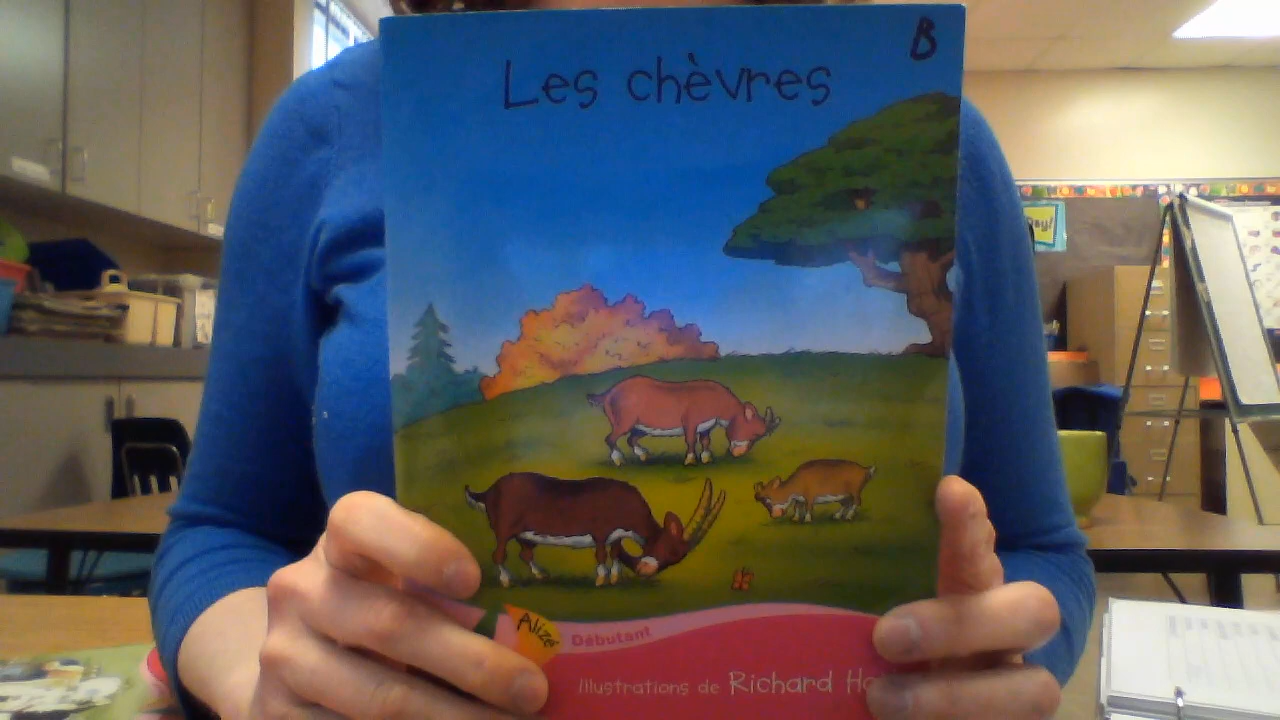 B
Les chèvres
Alizé
Débutant
Illustrations de Richard